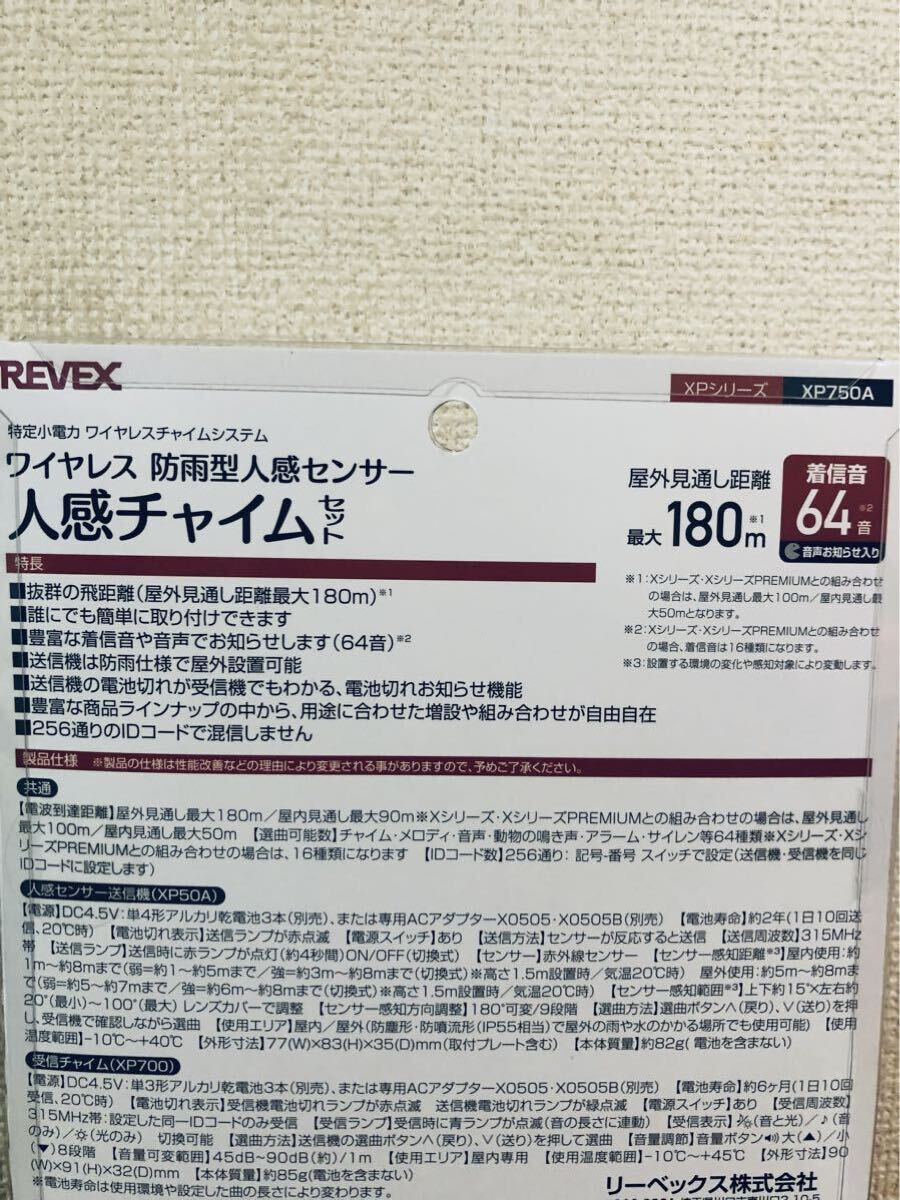 REVEX
XPシリーズ XP750A
特定小電力 ワイヤレスチャイムシステム
ワイヤレス 防雨型人感センサー
人感チャイムセット
屋外見通し距離
最大180m※1
着信音
64音※2
音声お知らせ入り
特長
■抜群の飛距離(屋外見通し距離最大180m)※1
■誰にでも簡単に取り付けできます
■豊富な着信音や音声でお知らせします(64音)※2
■送信機は防雨仕様で屋外設置可能
■送信機の電池切れが受信機でもわかる、電池切れお知らせ機能
■豊富な商品ラインナップの中から、用途に合わせた増設や組み合わせが自由自在
■256通りのIDコードで混信しません
※1:Xシリーズ・XシリーズPREMIUMとの組み合わせ
の場合は、屋外見通し最大100m/屋内見通し最
大50mとなります。
※2:Xシリーズ・XシリーズPREMIUMとの組み合わせ
の場合、着信音は16種類になります。
※3:設置する環境の変化や感知対象により変動します。
製品仕様 ※製品の仕様は性能改善などの理由により変更される事がありますので、予めご了承ください。
共通
【電波到達距離】屋外見通し最大180m/屋内見通し最大90m※Xシリーズ・XシリーズPREMIUMとの組み合わせの場合は、屋外見通し
最大100m/屋内見通し最大50m 【選曲可能数】チャイム・メロディ・音声・動物の鳴き声・アラーム・サイレン等64種類※Xシリーズ・Xシ
リーズPREMIUMとの組み合わせの場合は、16種類になります 【IDコード数】256通り: 記号-番号 スイッチで設定(送信機・受信機を同じ
IDコードに設定します)
人感センサー送信機(XP50A)
【電源】DC4.5V:単4形アルカリ乾電池3本(別売)、または専用ACアダプターX0505・X0505B(別売) 【電池寿命】約2年(1日10回送
信、20℃時) 【電池切れ表示】送信ランプが赤点滅 【電源スイッチ】あり 【送信方法】センサーが反応すると送信 【送信周波数】315MHz
帯 【送信ランプ】送信時に赤ランプが点灯(約4秒間)ON/OFF(切換式) 【センサー】赤外線センサー 【センサー感知距離※3】屋内使用:約
1m～約8mまで(弱=約1～約5mまで/強=約3m～約8mまで(切換式)※高さ1.5m設置時/気温20℃時) 屋外使用:約5m～約8mま
で(弱=約5～約7mまで/強=約6m～約8mまで(切換式)※高さ1.5m設置時/気温20℃時) 【センサー感知範囲※3】上下約15°×左右約
20°(最小)～100°(最大) レンズカバーで調整 【センサー感知方向調整】180°可変/9段階 【選曲方法】選曲ボタン∧(戻り)、∨(送り)を押
し、受信機で確認しながら選曲 【使用エリア】屋内/屋外(防塵形・防噴流形(IP55相当)で屋外の雨や水のかかる場所でも使用可能) 【使用
温度範囲】-10℃～+40℃ 【外形寸法】77(W)×83(H)×35(D)mm(取付プレート含む) 【本体質量】約82g( 電池を含まない)
受信チャイム(XP700)
【電源】DC4.5V: 単3形アルカリ乾電池3本(別売)、または専用ACアダプターX0505・X0505B(別売) 【電池寿命】約6ヶ月(1日10回
受信、20℃時) 【電池切れ表示】受信機電池切れランプが赤点滅 送信機電池切れランプが緑点滅 【電源スイッチ】あり 【受信周波数】
315MHz帯: 設定した同一IDコードのみ受信 【受信ランプ】受信時に青ランプが点滅(音の長さに連動) 【受信表示】(音と光)/♪(音
のみ)/☼(光のみ) 切換可能 【選曲方法】送信機の選曲ボタン∧(戻り)、∨(送り)を押して選曲 【音量調節】音量ボタン大(▲)/小
(▼)8段階 【音量可変範囲】45dB～90dB(約)/1m 【使用エリア】屋内専用 【使用温度範囲】-10℃～+45℃ 【外形寸法】90
(W)×91(H)×32(D)mm 【本体質量】約85g(電池を含まない)
※電池寿命は使用環境や設定した曲の長さにより変わります。
リーベックス株式会社